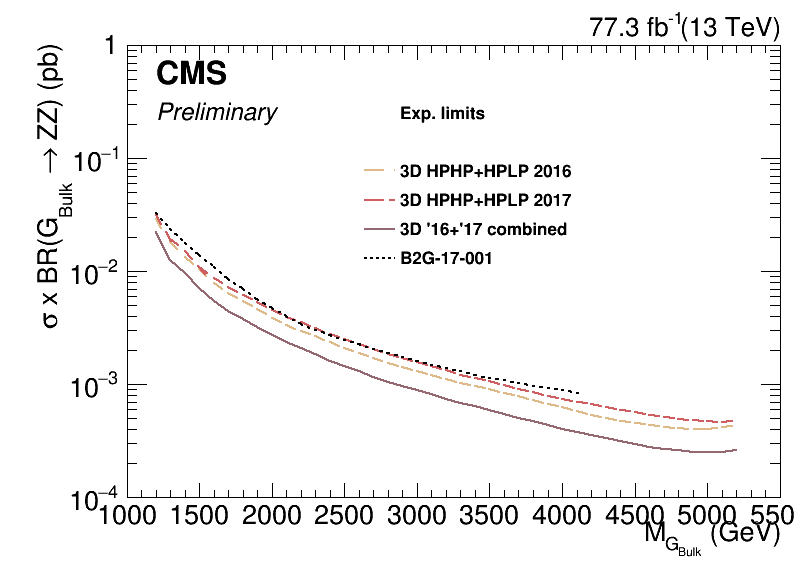 77.3 fb⁻¹(13 TeV)
σ x BR(G_Bulk → ZZ) (pb)
CMS
Preliminary
Exp. limits
3D HPHP+HPLP 2016
3D HPHP+HPLP 2017
3D '16+'17 combined
B2G-17-001
1
10⁻¹
10⁻²
10⁻³
10⁻⁴
1000 1500 2000 2500 3000 3500 4000 4500 5000 550
M_G_Bulk (GeV)